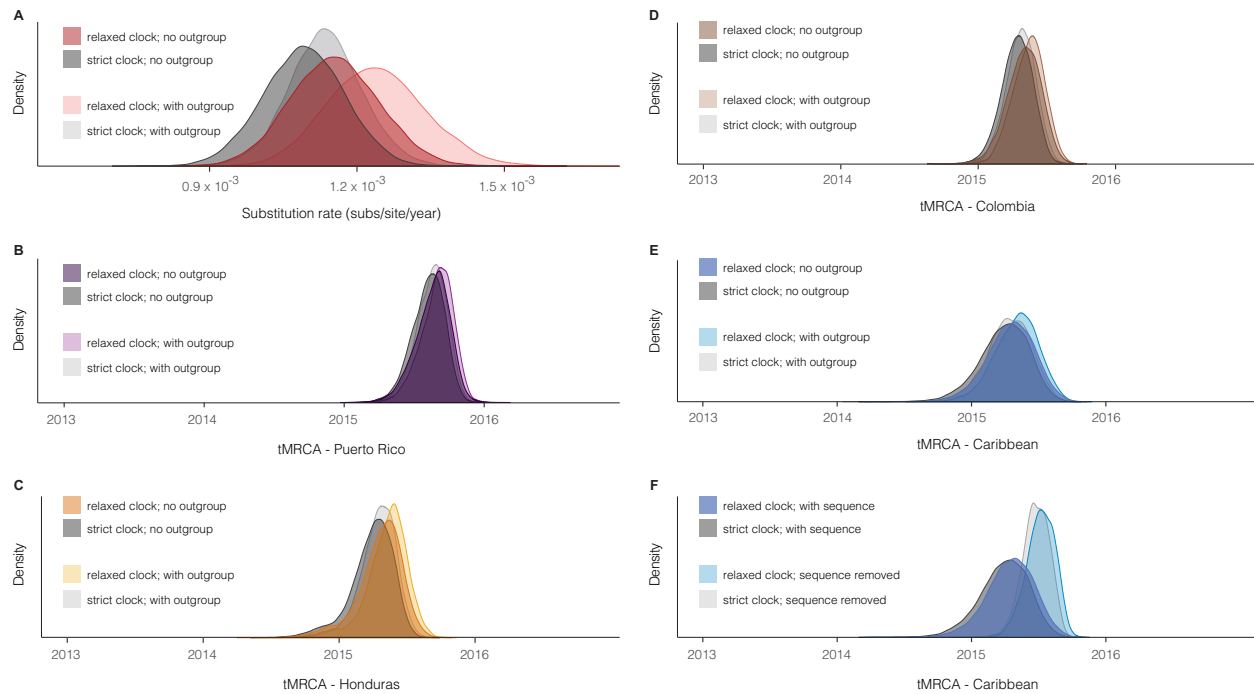 A
relaxed clock; no outgroup
strict clock; no outgroup
relaxed clock; with outgroup
strict clock; with outgroup
Density
0.9 x 10⁻³ 1.2 x 10⁻³ 1.5 x 10⁻³
Substitution rate (subs/site/year)
B
relaxed clock; no outgroup
strict clock; no outgroup
relaxed clock; with outgroup
strict clock; with outgroup
Density
2013 2014 2015 2016
tMRCA - Puerto Rico
C
relaxed clock; no outgroup
strict clock; no outgroup
relaxed clock; with outgroup
strict clock; with outgroup
Density
2013 2014 2015 2016
tMRCA - Honduras
D
relaxed clock; no outgroup
strict clock; no outgroup
relaxed clock; with outgroup
strict clock; with outgroup
Density
2013 2014 2015 2016
tMRCA - Colombia
E
relaxed clock; no outgroup
strict clock; no outgroup
relaxed clock; with outgroup
strict clock; with outgroup
Density
2013 2014 2015 2016
tMRCA - Caribbean
F
relaxed clock; with sequence
strict clock; with sequence
relaxed clock; sequence removed
strict clock; sequence removed
Density
2013 2014 2015 2016
tMRCA - Caribbean